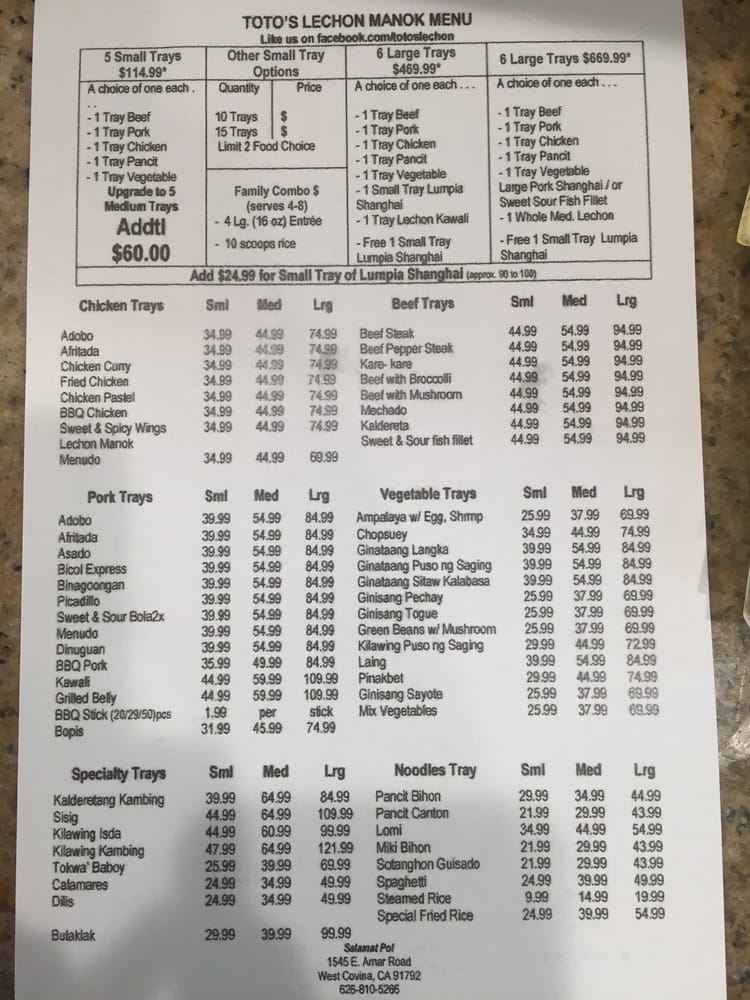 TOTO'S LECHON MANOK MENU
Like us on facebook.com/totoslechon
5 Small Trays
$114.99*
A choice of one each .
. .
- 1 Tray Beef
- 1 Tray Pork
- 1 Tray Chicken
- 1 Tray Pancit
- 1 Tray Vegetable
Upgrade to 5
Medium Trays
Addtl
$60.00
Other Small Tray
Options
Quantity Price
10 Trays $
15 Trays $
Limit 2 Food Choice
Family Combo $
(serves 4-8)
- 4 Lg. (16 oz) Entrée
- 10 scoops rice
6 Large Trays
$469.99*
A choice of one each . . .
- 1 Tray Beef
- 1 Tray Pork
- 1 Tray Chicken
- 1 Tray Pancit
- 1 Tray Vegetable
- 1 Small Tray Lumpia
Shanghai
- 1 Tray Lechon Kawali
- Free 1 Small Tray
Lumpia Shanghai
6 Large Trays $669.99*
A choice of one each . . .
- 1 Tray Beef
- 1 Tray Pork
- 1 Tray Chicken
- 1 Tray Pancit
- 1 Tray Vegetable
Large Pork Shanghai / or
Sweet Sour Fish Fillet
- 1 Whole Med. Lechon
- Free 1 Small Tray Lumpia
Shanghai
Add $24.99 for Small Tray of Lumpia Shanghai (approx. 90 to 100)
Chicken Trays Sml Med Lrg
Adobo 34.99 44.99 74.99
Afritada 34.99 44.99 74.99
Chicken Curry 34.99 44.99 74.99
Fried Chicken 34.99 44.99 74.99
Chicken Pastel 34.99 44.99 74.99
BBQ Chicken 34.99 44.99 74.99
Sweet & Spicy Wings 34.99 44.99 74.99
Lechon Manok
Menudo 34.99 44.99 69.99
Beef Trays Sml Med Lrg
Beef Steak 44.99 54.99 94.99
Beef Pepper Steak 44.99 54.99 94.99
Kare- kare 44.99 54.99 94.99
Beef with Broccolli 44.99 54.99 94.99
Beef with Mushroom 44.99 54.99 94.99
Mechado 44.99 54.99 94.99
Kaldereta 44.99 54.99 94.99
Sweet & Sour fish fillet 44.99 54.99 94.99
Pork Trays Sml Med Lrg
Adobo 39.99 54.99 84.99
Afritada 39.99 54.99 84.99
Asado 39.99 54.99 84.99
Bicol Express 39.99 54.99 84.99
Binagoongan 39.99 54.99 84.99
Picadillo 39.99 54.99 84.99
Sweet & Sour Bola2x 39.99 54.99 84.99
Menudo 39.99 54.99 84.99
Dinuguan 39.99 54.99 84.99
BBQ Pork 35.99 49.99 84.99
Kawali 44.99 59.99 109.99
Grilled Belly 44.99 59.99 109.99
BBQ Stick (20/29/50)pcs 1.99 per stick
Bopis 31.99 45.99 74.99
Vegetable Trays Sml Med Lrg
Ampalaya w/ Egg, Shrmp 25.99 37.99 69.99
Chopsuey 34.99 44.99 74.99
Ginataang Langka 39.99 54.99 84.99
Ginataang Puso ng Saging 39.99 54.99 84.99
Ginataang Sitaw Kalabasa 39.99 54.99 84.99
Ginisang Pechay 25.99 37.99 69.99
Ginisang Togue 25.99 37.99 69.99
Green Beans w/ Mushroom 25.99 37.99 69.99
Kilawing Puso ng Saging 29.99 44.99 72.99
Laing 39.99 54.99 84.99
Pinakbet 29.99 44.99 74.99
Ginisang Sayote 25.99 37.99 69.99
Mix Vegetables 25.99 37.99 69.99
Specialty Trays Sml Med Lrg
Kalderetang Kambing 39.99 64.99 84.99
Sisig 44.99 64.99 109.99
Kilawing Isda 44.99 60.99 99.99
Kilawing Kambing 47.99 64.99 121.99
Tokwa' Baboy 25.99 39.99 69.99
Calamares 24.99 34.99 49.99
Dilis 24.99 34.99 49.99
Bulaklak 29.99 39.99 99.99
Noodles Tray Sml Med Lrg
Pancit Bihon 29.99 34.99 44.99
Pancit Canton 21.99 29.99 43.99
Lomi 34.99 44.99 54.99
Miki Bihon 21.99 29.99 43.99
Sotanghon Guisado 21.99 29.99 43.99
Spaghetti 24.99 39.99 49.99
Steamed Rice 9.99 14.99 19.99
Special Fried Rice 24.99 39.99 54.99
Salamat Po!
1545 E. Amar Road
West Covina, CA 91792
626-810-5266